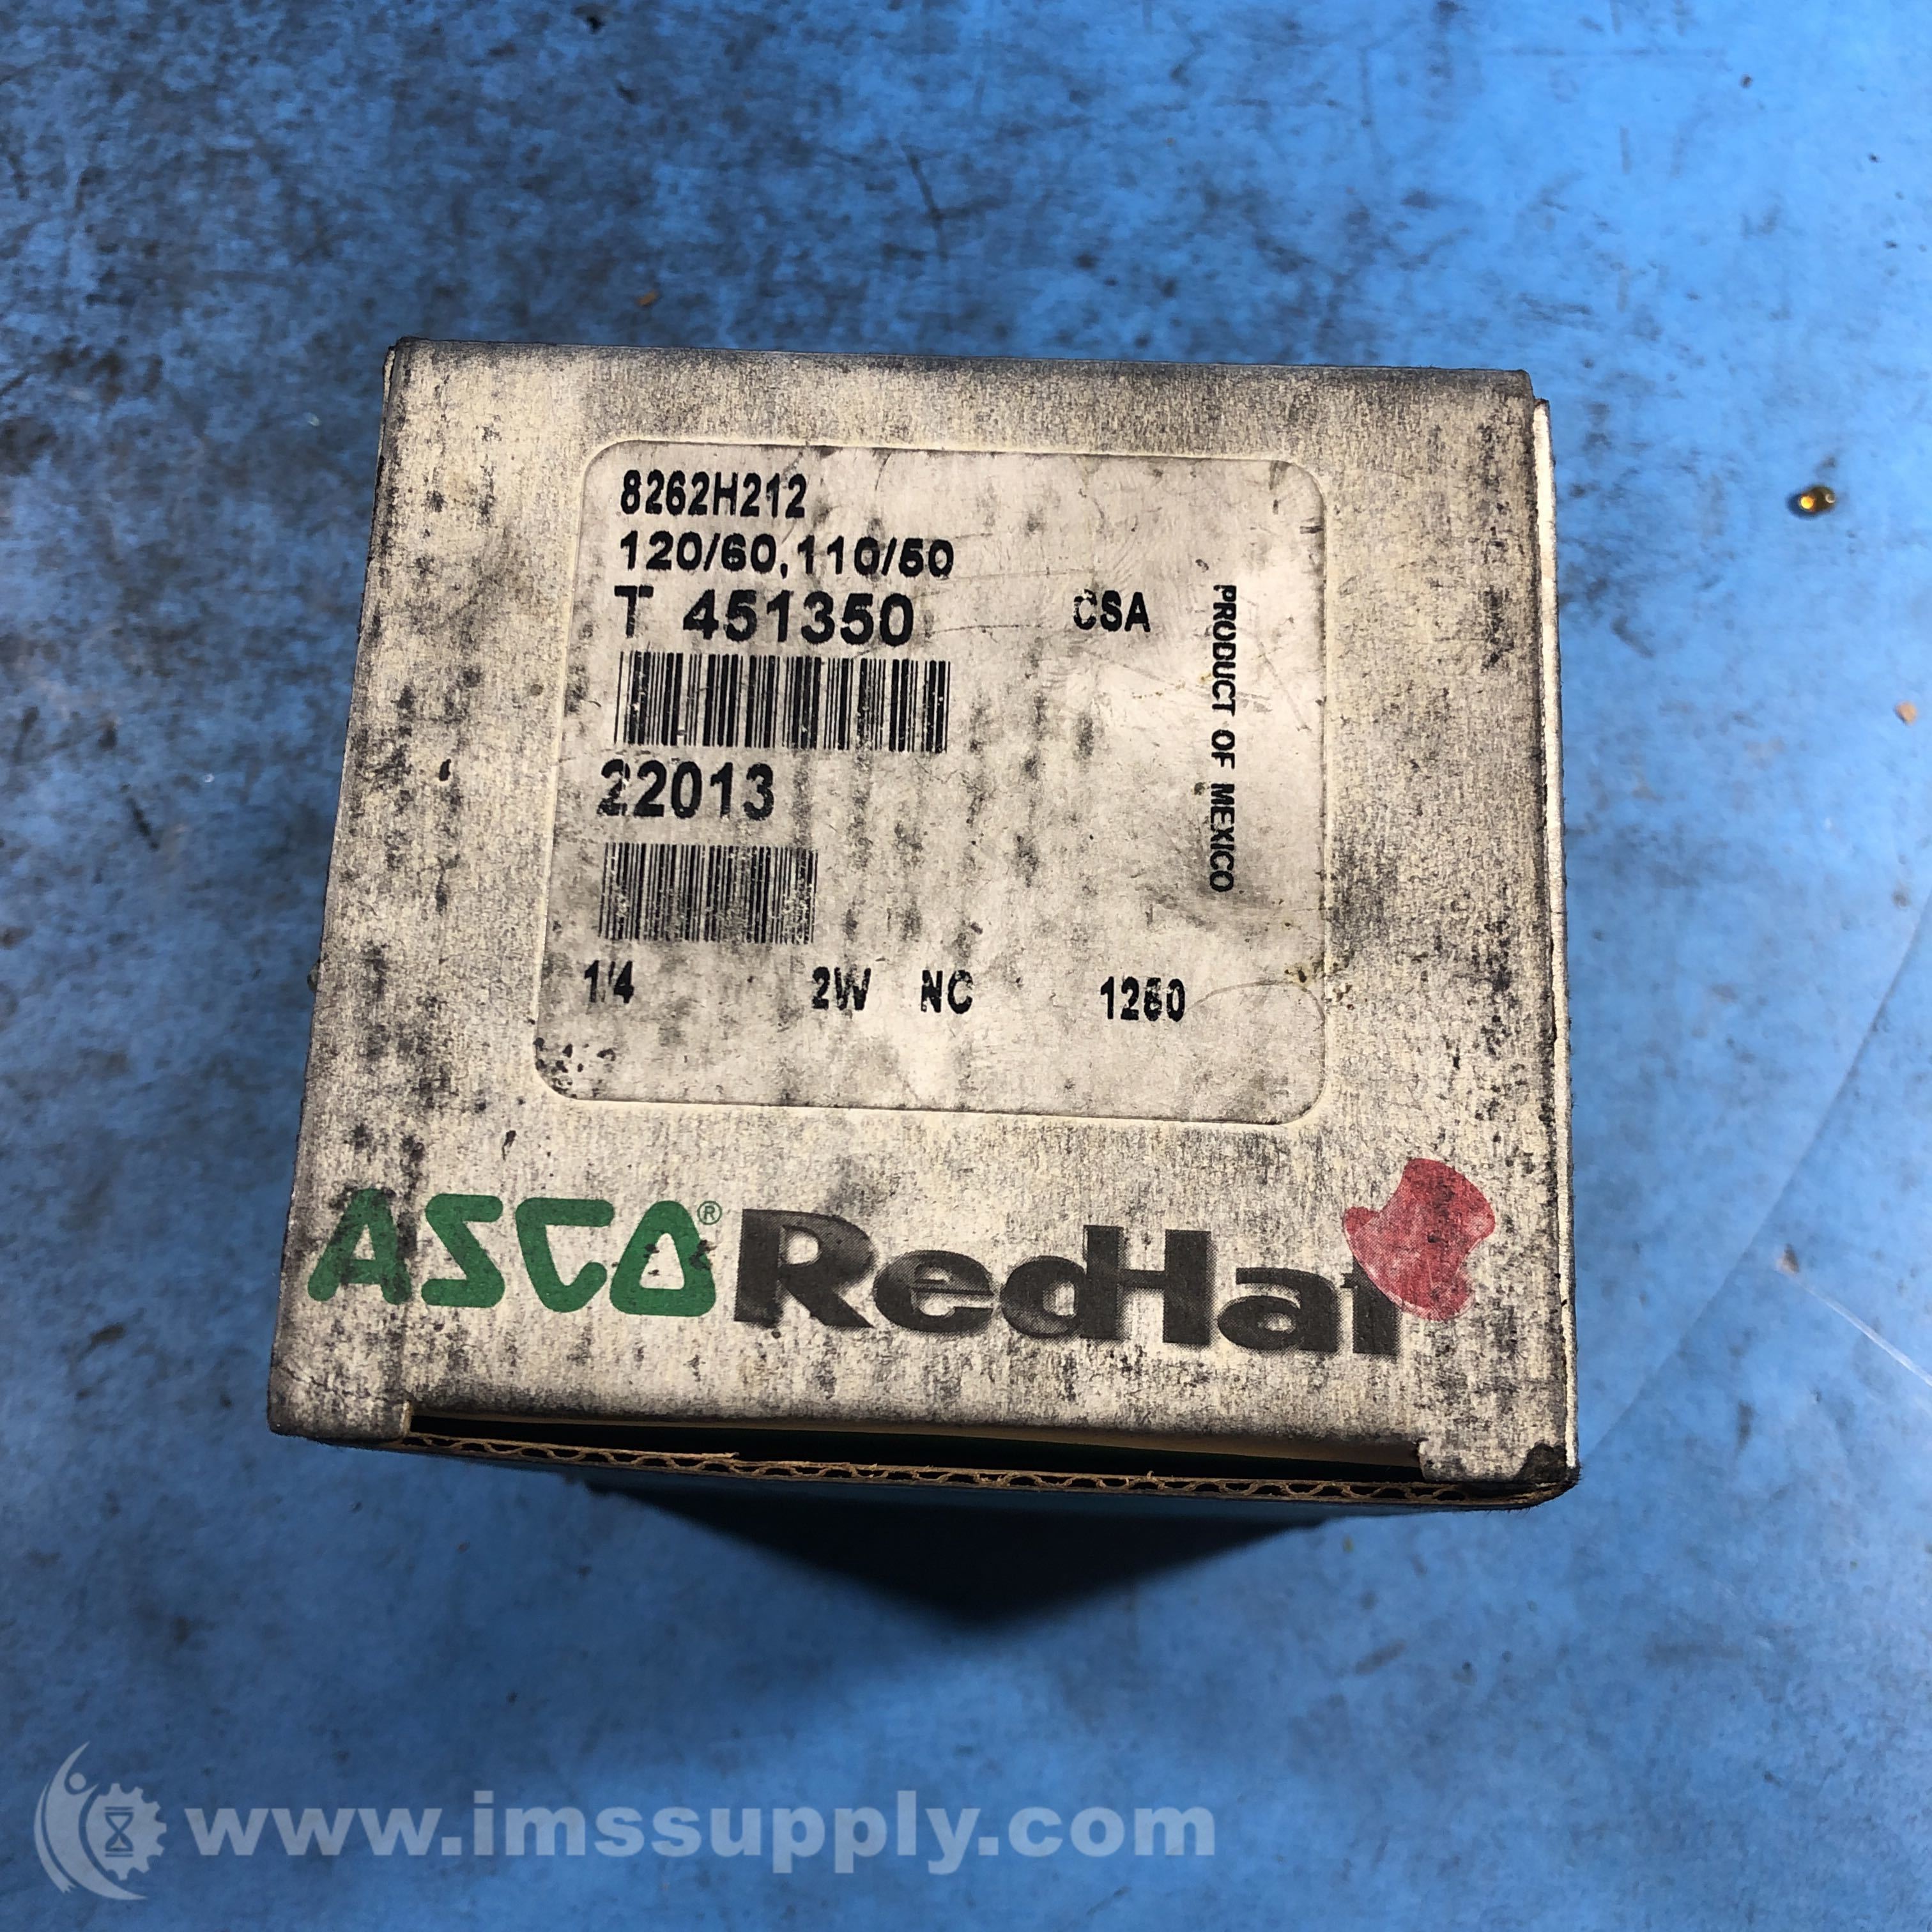 8262H212
120/60,110/50
T 451350 CSA
PRODUCT OF MEXICO
22013
1/4 2W NC
ASCO® RedHat
www.imssupply.com